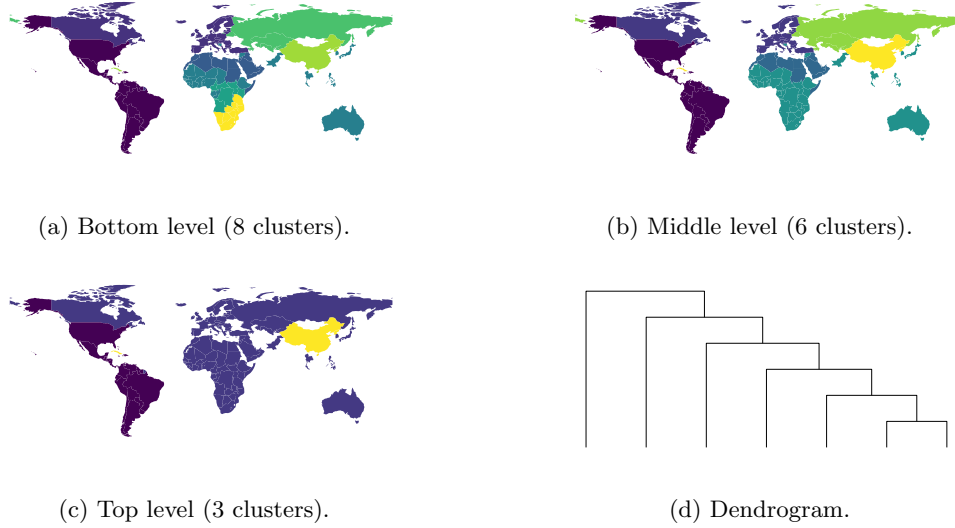 (a) Bottom level (8 clusters).
(b) Middle level (6 clusters).
(c) Top level (3 clusters).
(d) Dendrogram.